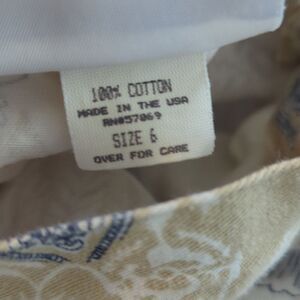 100% COTTON
MADE IN THE USA
RN#57069
SIZE 6
OVER FOR CARE